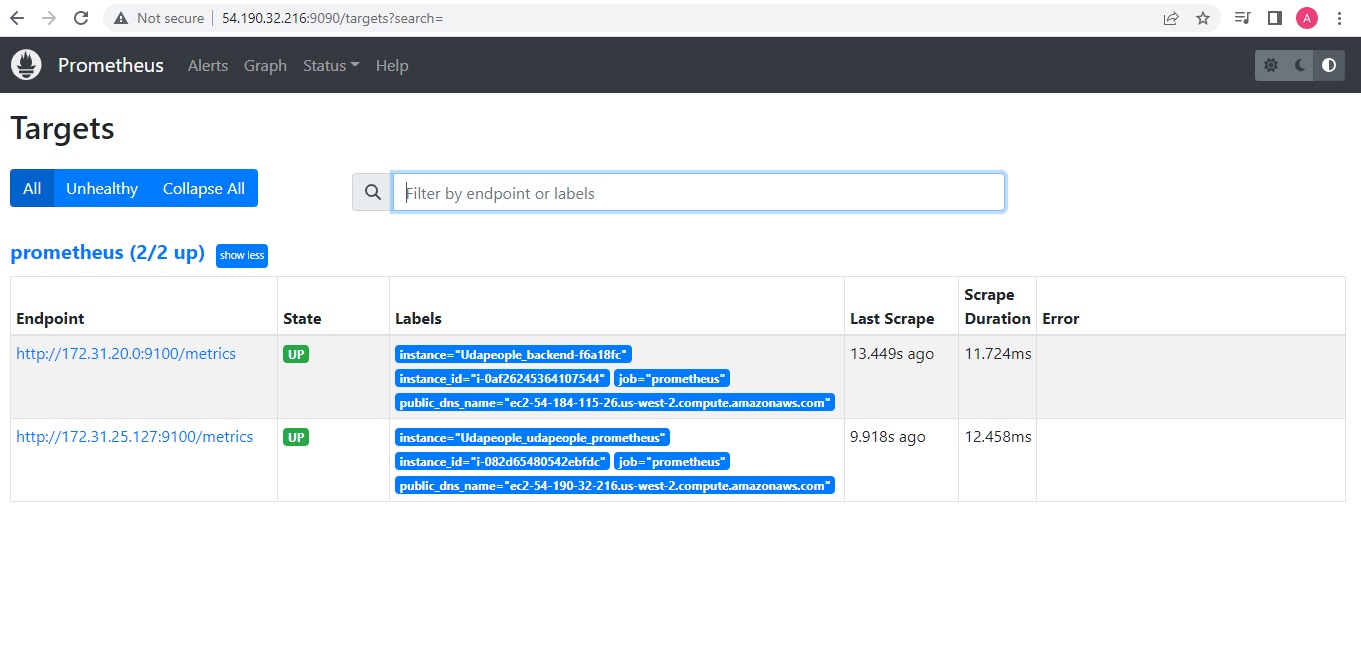 Not secure | 54.190.32.216:9090/targets?search=
A
Prometheus Alerts Graph Status Help
Targets
All Unhealthy Collapse All
Filter by endpoint or labels
prometheus (2/2 up) show less
Endpoint State Labels Last Scrape Scrape Duration Error
http://172.31.20.0:9100/metrics UP instance="Udapeople_backend-f6a18fc" 13.449s ago 11.724ms
instance_id="i-0af26245364107544" job="prometheus"
public_dns_name="ec2-54-184-115-26.us-west-2.compute.amazonaws.com"
http://172.31.25.127:9100/metrics UP instance="Udapeople_udapeople_prometheus" 9.918s ago 12.458ms
instance_id="i-082d65480542ebfdc" job="prometheus"
public_dns_name="ec2-54-190-32-216.us-west-2.compute.amazonaws.com"